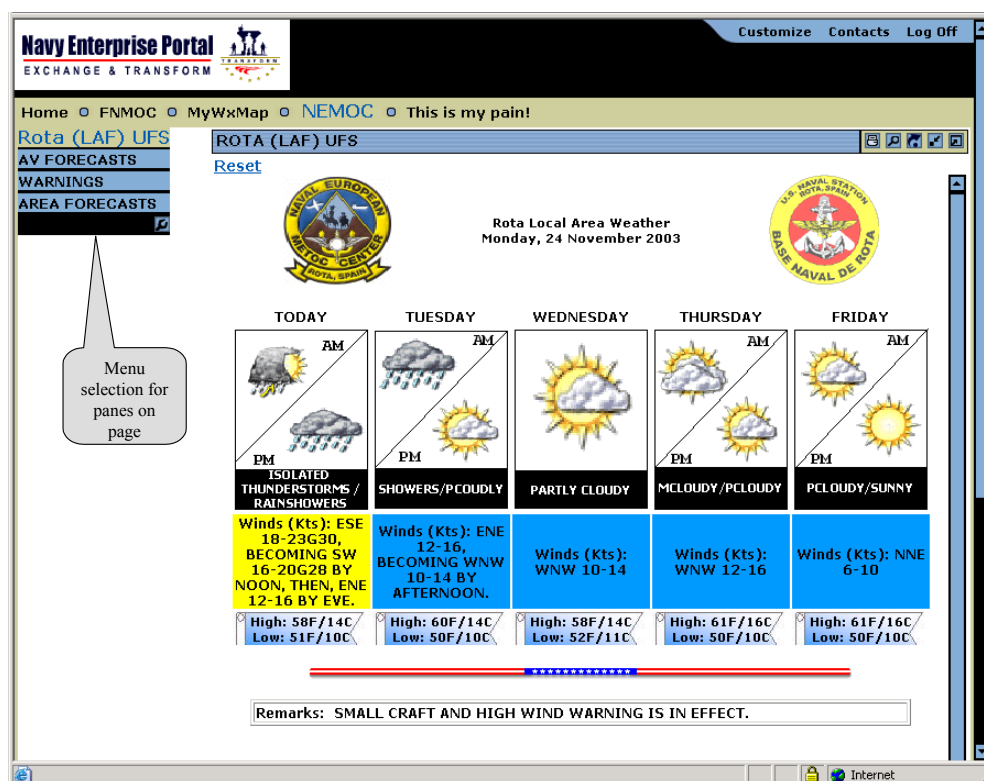 Navy Enterprise Portal
EXCHANGE & TRANSFORM
TRANSFORM
Customize Contacts Log Off
Home FNMOC MyWxMap NEMOC This is my pain!
Rota (LAF) UFS
AV FORECASTS
WARNINGS
AREA FORECASTS
Menu
selection for
panes on
page
ROTA (LAF) UFS
Reset
NAVAL EUROPEAN
METOC CENTER
ROTA, SPAIN
Rota Local Area Weather
Monday, 24 November 2003
U.S. NAVAL STATION
ROTA, SPAIN
BASE NAVAL DE ROTA
TODAY
AM
PM
ISOLATED
THUNDERSTORMS /
RAINSHOWERS
Winds (Kts): ESE
18-23G30,
BECOMING SW
16-20G28 BY
NOON, THEN, ENE
12-16 BY EVE.
High: 58F/14C
Low: 51F/10C
TUESDAY
AM
PM
SHOWERS/PCOUDLY
Winds (Kts): ENE
12-16,
BECOMING WNW
10-14 BY
AFTERNOON.
High: 60F/14C
Low: 50F/10C
WEDNESDAY
PARTLY CLOUDY
Winds (Kts):
WNW 10-14
High: 58F/14C
Low: 52F/11C
THURSDAY
AM
PM
MCLOUDY/PCLOUDY
Winds (Kts):
WNW 12-16
High: 61F/16C
Low: 50F/10C
FRIDAY
AM
PM
PCLOUDY/SUNNY
Winds (Kts): NNE
6-10
High: 61F/16C
Low: 50F/10C
Remarks: SMALL CRAFT AND HIGH WIND WARNING IS IN EFFECT.
Internet